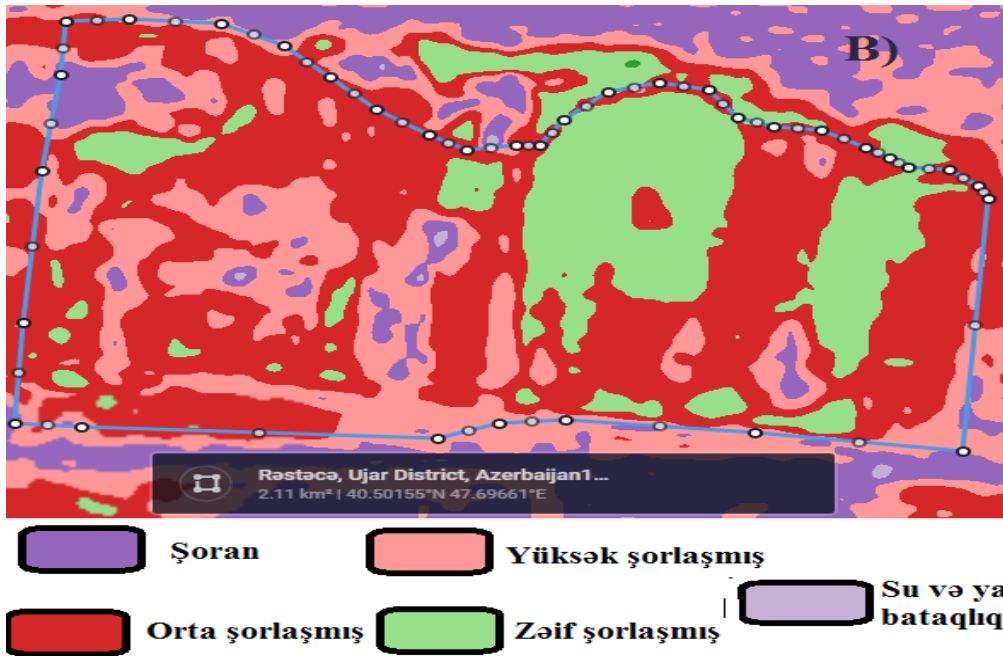 B)
Rəstəcə, Ujar District, Azerbaijan1...
2.11 km² | 40.50155°N 47.69661°E
Şoran
Yüksək şorlaşmış
Su və ya
bataqlıq
Orta şorlaşmış
Zəif şorlaşmış